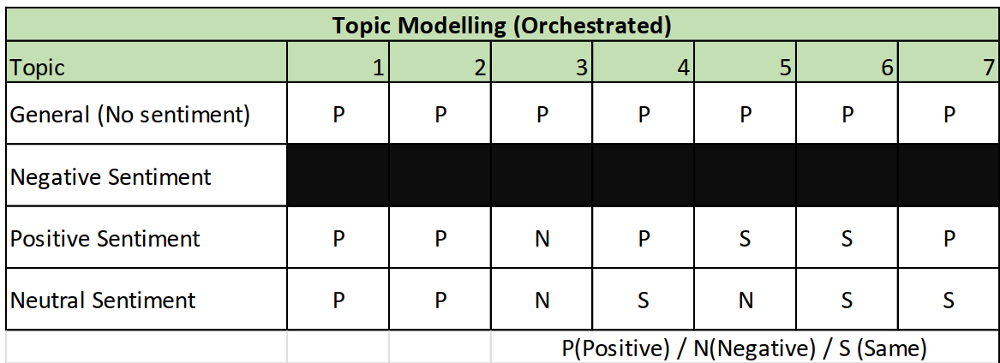 Topic Modelling (Orchestrated)
Topic 1 2 3 4 5 6 7
General (No sentiment) P P P P P P P
Negative Sentiment
Positive Sentiment P P N P S S P
Neutral Sentiment P P N S N S S
P(Positive) / N(Negative) / S (Same)